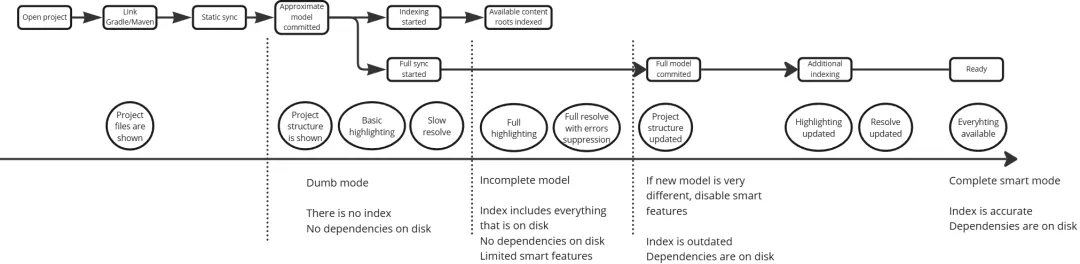 Open project
Link
Gradle/Maven
Static sync
Approximate
model
committed
Indexing
started
Available content
roots indexed
Full sync
started
Full model
commited
Additional
indexing
Ready
Project
files are
shown
Project
structure
is shown
Basic
highlighting
Slow
resolve
Full
highlighting
Full resolve
with errors
suppression
Project
structure
updated
Highlighting
updated
Resolve
updated
Everyhting
available
Dumb mode
There is no index
No dependencies on disk
Incomplete model
Index includes everything
that is on disk
No dependencies on disk
Limited smart features
If new model is very
different, disable smart
features
Index is outdated
Dependencies are on disk
Complete smart mode
Index is accurate
Dependensies are on disk